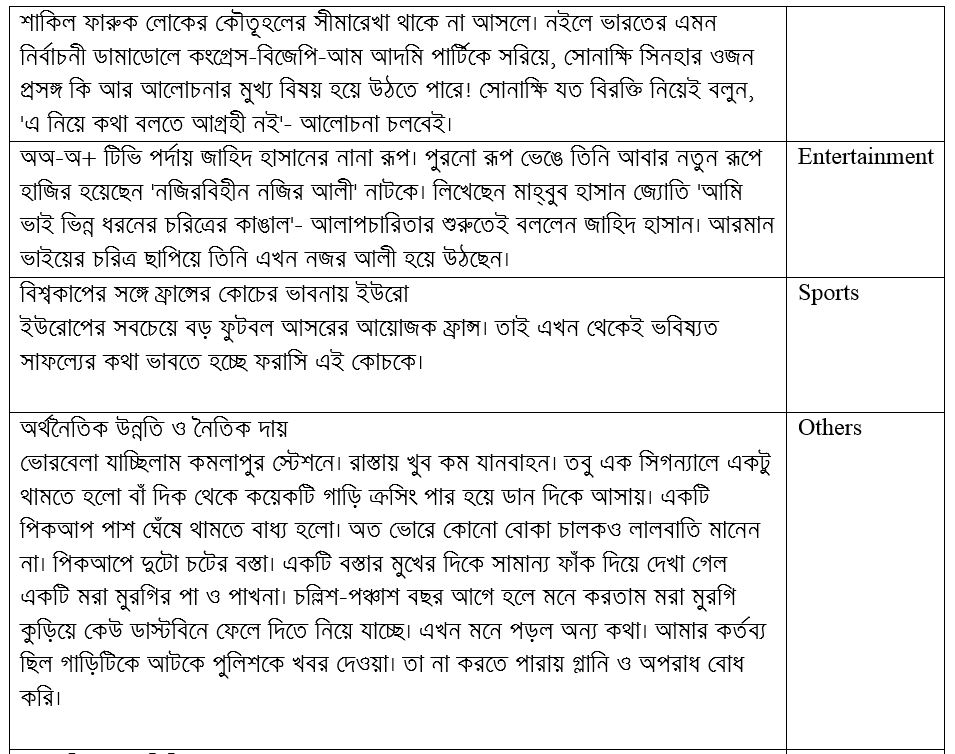 শাকিল ফারুক লোকের কৌতূহলের সীমারেখা থাকে না আসলে। নইলে ভারতের এমন
নির্বাচনী ডামাডোলে কংগ্রেস-বিজেপি-আম আদমি পার্টিকে সরিয়ে, সোনাক্ষি সিনহার ওজন
প্রসঙ্গ কি আর আলোচনার মুখ্য বিষয় হয়ে উঠতে পারে! সোনাক্ষি যত বিরক্তি নিয়েই বলুন,
'এ নিয়ে কথা বলতে আগ্রহী নই'- আলোচনা চলবেই।
অঅ-অ+ টিভি পর্দায় জাহিদ হাসানের নানা রূপ। পুরনো রূপ ভেঙে তিনি আবার নতুন রূপে
হাজির হয়েছেন 'নজিরবিহীন নজির আলী' নাটকে। লিখেছেন মাহ্‌বুব হাসান জ্যোতি 'আমি
ভাই ভিন্ন ধরনের চরিত্রের কাঙাল'- আলাপচারিতার শুরুতেই বললেন জাহিদ হাসান। আরমান
ভাইয়ের চরিত্র ছাপিয়ে তিনি এখন নজর আলী হয়ে উঠছেন।
Entertainment
বিশ্বকাপের সঙ্গে ফ্রান্সের কোচের ভাবনায় ইউরো
ইউরোপের সবচেয়ে বড় ফুটবল আসরের আয়োজক ফ্রান্স। তাই এখন থেকেই ভবিষ্যত
সাফল্যের কথা ভাবতে হচ্ছে ফরাসি এই কোচকে।
Sports
অর্থনৈতিক উন্নতি ও নৈতিক দায়
ভোরবেলা যাচ্ছিলাম কমলাপুর স্টেশনে। রাস্তায় খুব কম যানবাহন। তবু এক সিগন্যালে একটু
থামতে হলো বাঁ দিক থেকে কয়েকটি গাড়ি ক্রসিং পার হয়ে ডান দিকে আসায়। একটি
পিকআপ পাশ ঘেঁষে থামতে বাধ্য হলো। অত ভোরে কোনো বোকা চালকও লালবাতি মানেন
না। পিকআপে দুটো চটের বস্তা। একটি বস্তার মুখের দিকে সামান্য ফাঁক দিয়ে দেখা গেল
একটি মরা মুরগির পা ও পাখনা। চল্লিশ-পঞ্চাশ বছর আগে হলে মনে করতাম মরা মুরগি
কুড়িয়ে কেউ ডাস্টবিনে ফেলে দিতে নিয়ে যাচ্ছে। এখন মনে পড়ল অন্য কথা। আমার কর্তব্য
ছিল গাড়িটিকে আটকে পুলিশকে খবর দেওয়া। তা না করতে পারায় গ্লানি ও অপরাধ বোধ
করি।
Others